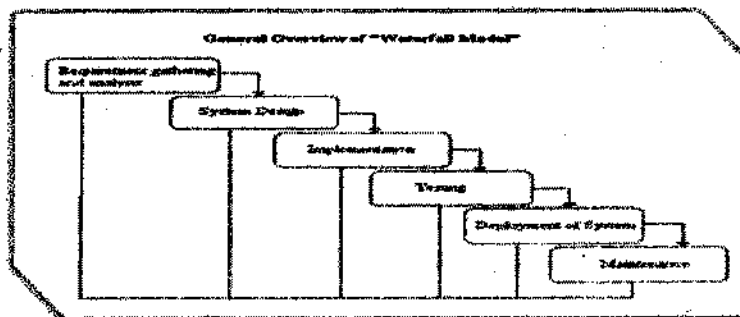 General Overview of "Waterfall Model"
Requirement gathering
and analysis
System Design
Implementation
Testing
Deployment of System
Maintenance